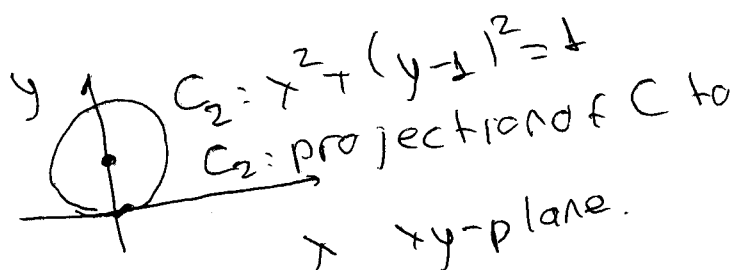 y C₂: x² + (y-1)² = 1
C₂: projection of C to
x xy-plane.